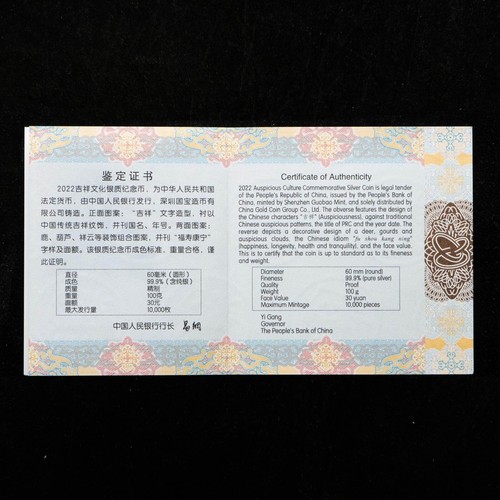 鉴定证书
2022吉祥文化银质纪念币，为中华人民共和国
法定货币，由中国人民银行发行，深圳国宝造币有
限公司铸造。正面图案：“吉祥”文字造型，衬以
中国传统吉祥纹饰，并刊国名、年号。背面图案：
鹿、葫芦、祥云等装饰组合图案，并刊“福寿康宁”
字样及面额。该银质纪念币成色标准，重量合格，谨
此证明。
直径 60毫米（圆形）
成色 99.9%（含纯银）
质量 精制
重量 100克
面额 30元
最大发行量 10,000枚
中国人民银行行长 易纲
Certificate of Authenticity
2022 Auspicious Culture Commemorative Silver Coin is legal tender
of the People's Republic of China, issued by the People's Bank of
China, minted by Shenzhen Guobao Mint, and solely distributed by
China Gold Coin Group Co., Ltd. The obverse features the design of
the Chinese characters "吉祥" (Auspiciousness), against traditional
Chinese auspicious patterns, the title of PRC and the year date. The
reverse depicts a decorative design of a deer, gourds and
auspicious clouds, the Chinese idiom "fu shou kang ning"
(happiness, longevity, health and tranquility), and the face value.
This is to certify that the coin is up to standard as to its fineness
and weight.
Diameter 60 mm (round)
Fineness 99.9% (pure silver)
Quality Proof
Weight 100 g
Face Value 30 yuan
Maximum Mintage 10,000 pieces
Yi Gang
Governor
The People's Bank of China